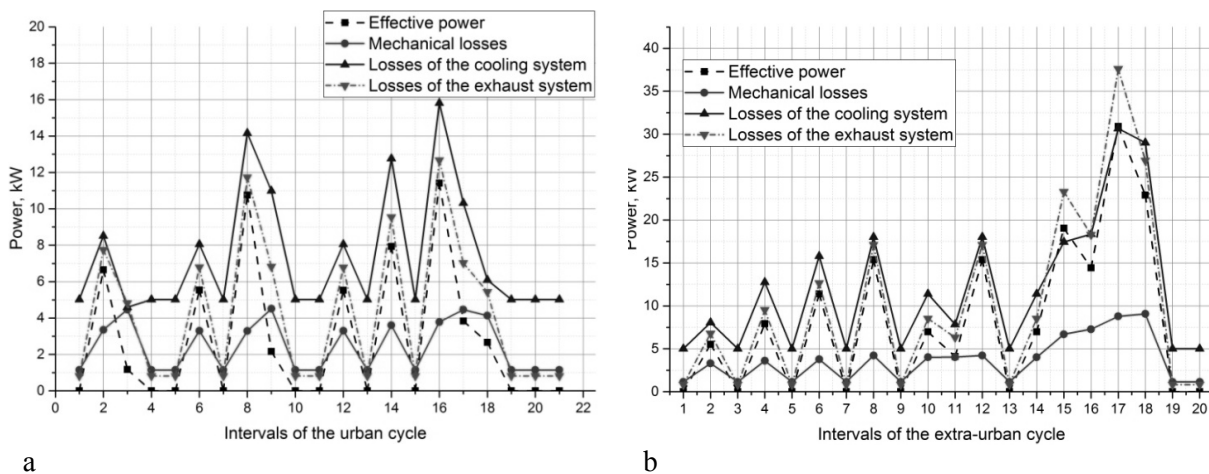 20
18
16
14
12
10
8
6
4
2
0
Power, kW
Effective power
Mechanical losses
Losses of the cooling system
Losses of the exhaust system
0 2 4 6 8 10 12 14 16 18 20 22
Intervals of the urban cycle
a
40
35
30
25
20
15
10
5
0
Power, kW
Effective power
Mechanical losses
Losses of the cooling system
Losses of the exhaust system
1 2 3 4 5 6 7 8 9 10 11 12 13 14 15 16 17 18 19 20
Intervals of the extra-urban cycle
b